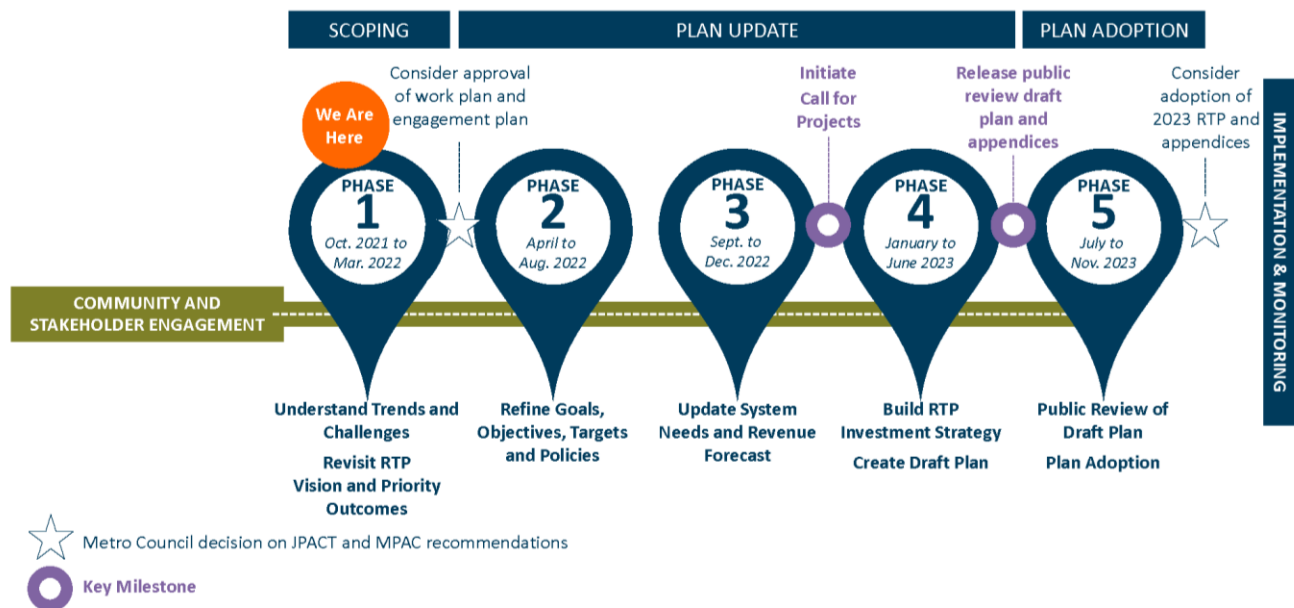 SCOPING
PLAN UPDATE
PLAN ADOPTION
We Are
Here
Consider approval
of work plan and
engagement plan
Initiate
Call for
Projects
Release public
review draft
plan and
appendices
Consider
adoption of
2023 RTP and
appendices
PHASE
1
Oct. 2021 to
Mar. 2022
PHASE
2
April to
Aug. 2022
PHASE
3
Sept. to
Dec. 2022
PHASE
4
January to
June 2023
PHASE
5
July to
Nov. 2023
IMPLEMENTATION & MONITORING
COMMUNITY AND
STAKEHOLDER ENGAGEMENT
Understand Trends and
Challenges
Revisit RTP
Vision and Priority
Outcomes
Refine Goals,
Objectives, Targets
and Policies
Update System
Needs and Revenue
Forecast
Build RTP
Investment Strategy
Create Draft Plan
Public Review of
Draft Plan
Plan Adoption
Metro Council decision on JPACT and MPAC recommendations
Key Milestone